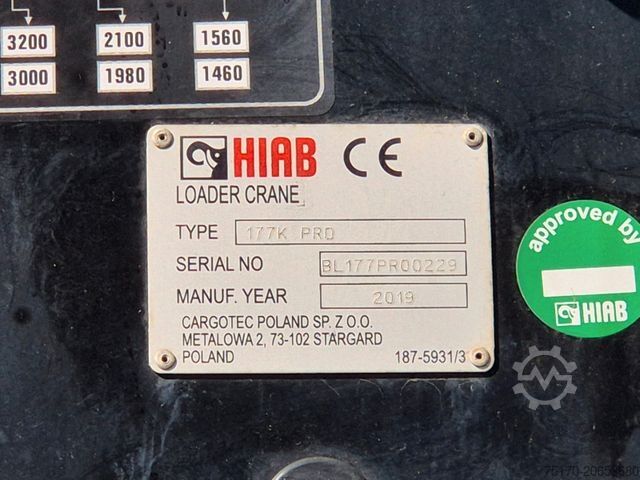 3200 2100 1560
3000 1980 1460
HIAB CE
LOADER CRANE
TYPE 177K PRO
SERIAL NO BL177PR00229
MANUF. YEAR 2019
CARGOTEC POLAND SP. Z O.O.
METALOWA 2, 73-102 STARGARD
POLAND 187-5931/3
approved by
HIAB